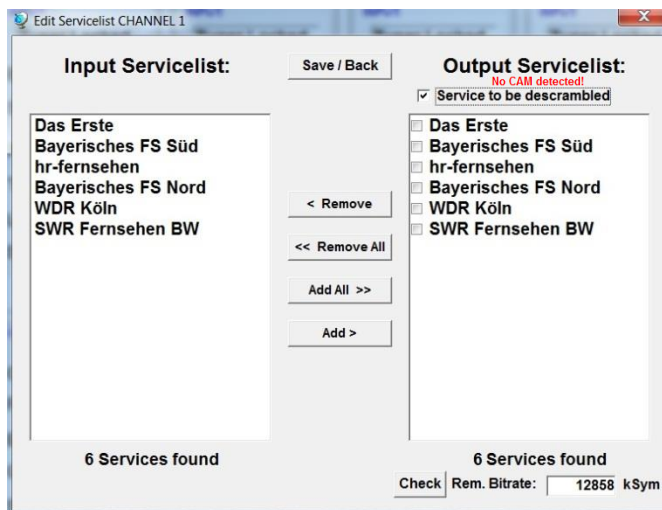 Edit Servicelist CHANNEL 1
Input Servicelist:
Save / Back
Output Servicelist:
No CAM detected!
Service to be descrambled
Das Erste
Bayerisches FS Süd
hr-fernsehen
Bayerisches FS Nord
WDR Köln
SWR Fernsehen BW
< Remove
<< Remove All
Add All >>
Add >
Das Erste
Bayerisches FS Süd
hr-fernsehen
Bayerisches FS Nord
WDR Köln
SWR Fernsehen BW
6 Services found
6 Services found
Check Rem. Bitrate: 12858 kSym